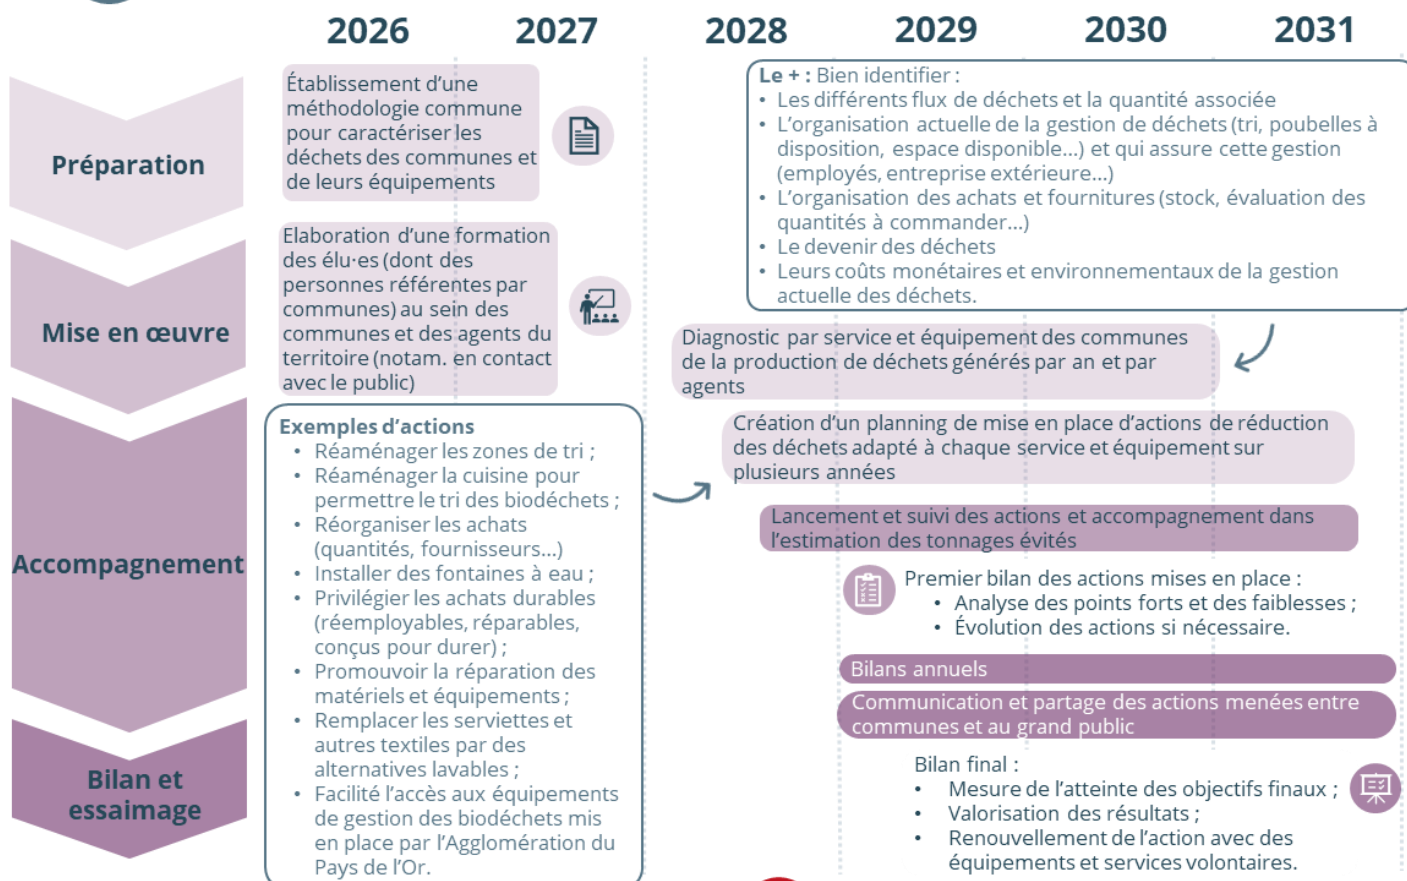 2026
2027
2028
2029
2030
2031
Préparation
Établissement d’une
méthodologie commune
pour caractériser les
déchets des communes et
de leurs équipements
Le + : Bien identifier :
• Les différents flux de déchets et la quantité associée
• L’organisation actuelle de la gestion de déchets (tri, poubelles à
disposition, espace disponible…) et qui assure cette gestion
(employés, entreprise extérieure…)
• L’organisation des achats et fournitures (stock, évaluation des
quantités à commander…)
• Le devenir des déchets
• Leurs coûts monétaires et environnementaux de la gestion
actuelle des déchets.
Mise en œuvre
Elaboration d’une formation
des élu·es (dont des
personnes référentes par
communes) au sein des
communes et des agents du
territoire (notam. en contact
avec le public)
Diagnostic par service et équipement des communes
de la production de déchets générés par an et par
agents
Accompagnement
Exemples d’actions
• Réaménager les zones de tri ;
• Réaménager la cuisine pour
permettre le tri des biodéchets ;
• Réorganiser les achats
(quantités, fournisseurs…)
• Installer des fontaines à eau ;
• Privilégier les achats durables
(réemployables, réparables,
conçus pour durer) ;
• Promouvoir la réparation des
matériels et équipements ;
• Remplacer les serviettes et
autres textiles par des
alternatives lavables ;
• Facilité l’accès aux équipements
de gestion des biodéchets mis
en place par l’Agglomération du
Pays de l’Or.
Création d’un planning de mise en place d’actions de réduction
des déchets adapté à chaque service et équipement sur
plusieurs années
Lancement et suivi des actions et accompagnement dans
l’estimation des tonnages évités
Premier bilan des actions mises en place :
• Analyse des points forts et des faiblesses ;
• Évolution des actions si nécessaire.
Bilans annuels
Communication et partage des actions menées entre
communes et au grand public
Bilan et
essaimage
Bilan final :
• Mesure de l’atteinte des objectifs finaux ;
• Valorisation des résultats ;
• Renouvellement de l’action avec des
équipements et services volontaires.